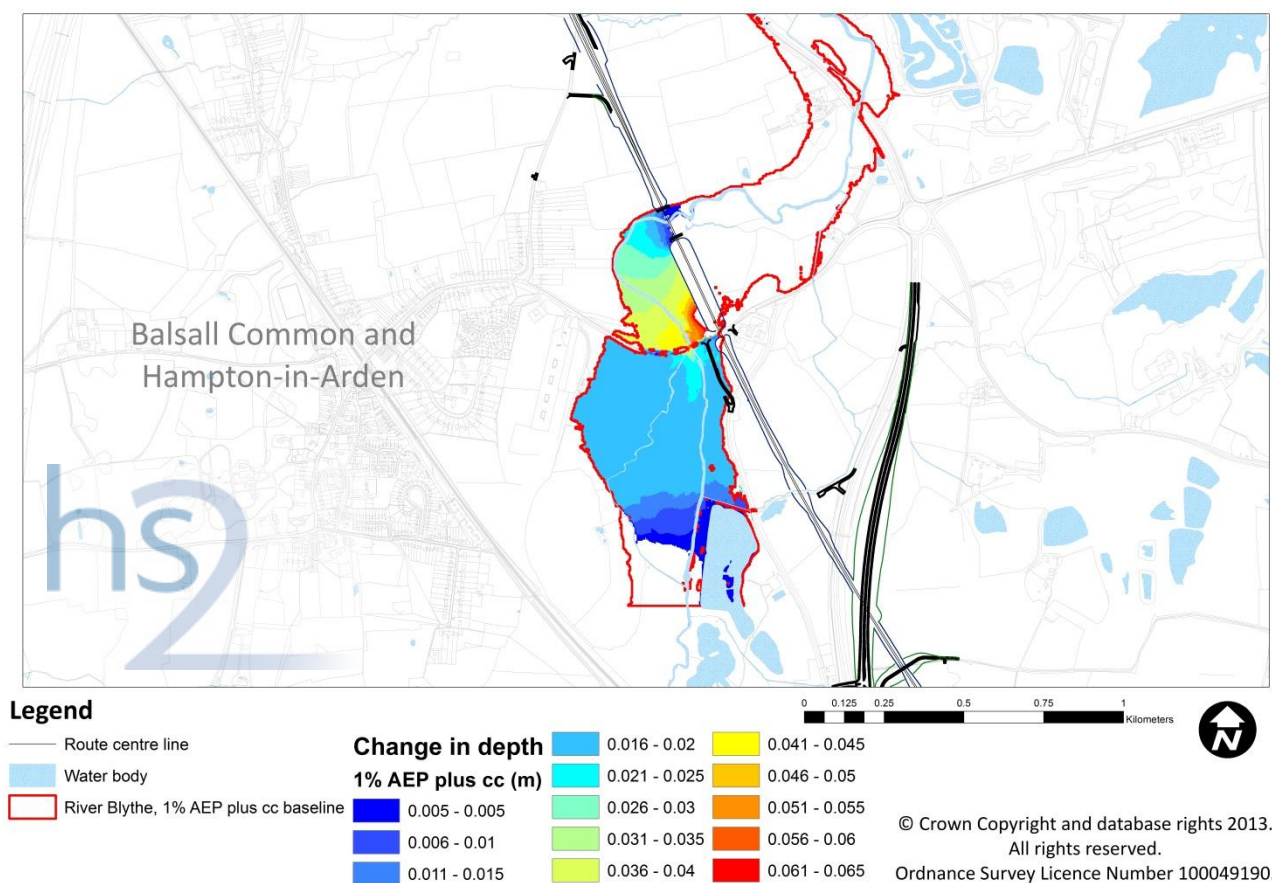 Balsall Common and
Hampton-in-Arden
hs2
Legend
Route centre line
Water body
River Blythe, 1% AEP plus cc baseline
Change in depth
1% AEP plus cc (m)
0.005 - 0.005
0.006 - 0.01
0.011 - 0.015
0.016 - 0.02
0.021 - 0.025
0.026 - 0.03
0.031 - 0.035
0.036 - 0.04
0.041 - 0.045
0.046 - 0.05
0.051 - 0.055
0.056 - 0.06
0.061 - 0.065
0 0.125 0.25 0.5 0.75 1
Kilometers
N
© Crown Copyright and database rights 2013.
All rights reserved.
Ordnance Survey Licence Number 100049190